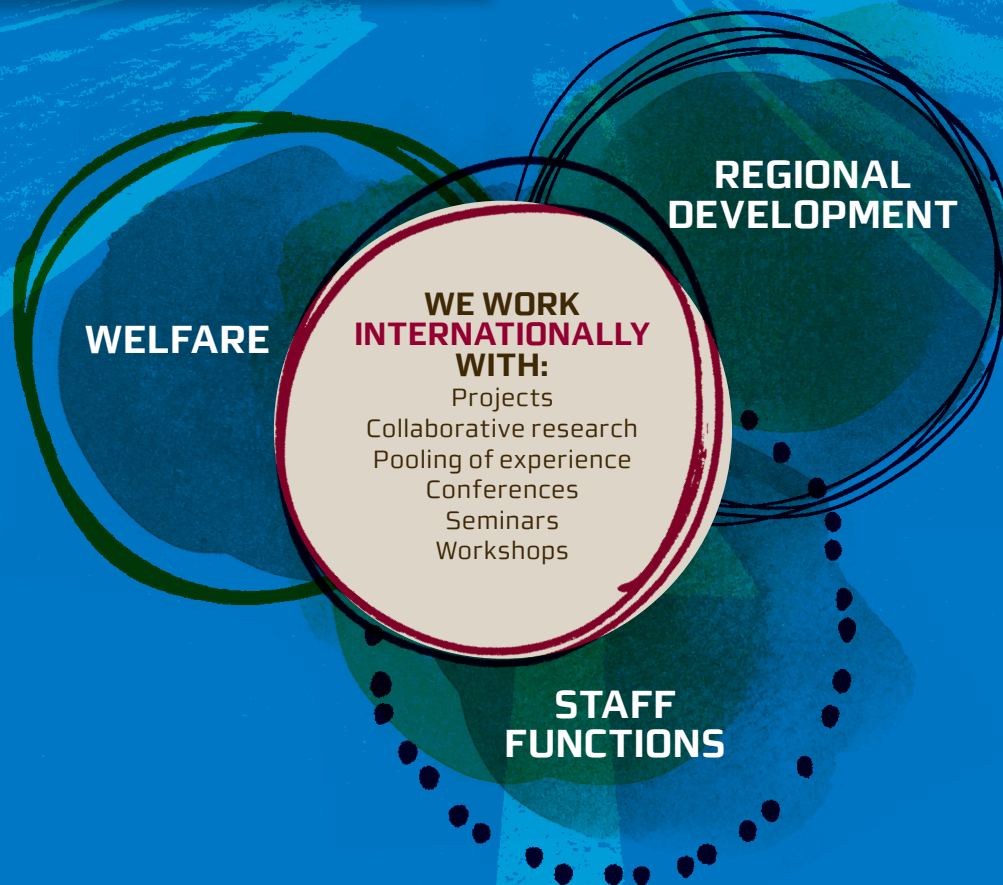 REGIONAL
DEVELOPMENT
WELFARE
WE WORK
INTERNATIONALLY
WITH:
Projects
Collaborative research
Pooling of experience
Conferences
Seminars
Workshops
STAFF
FUNCTIONS